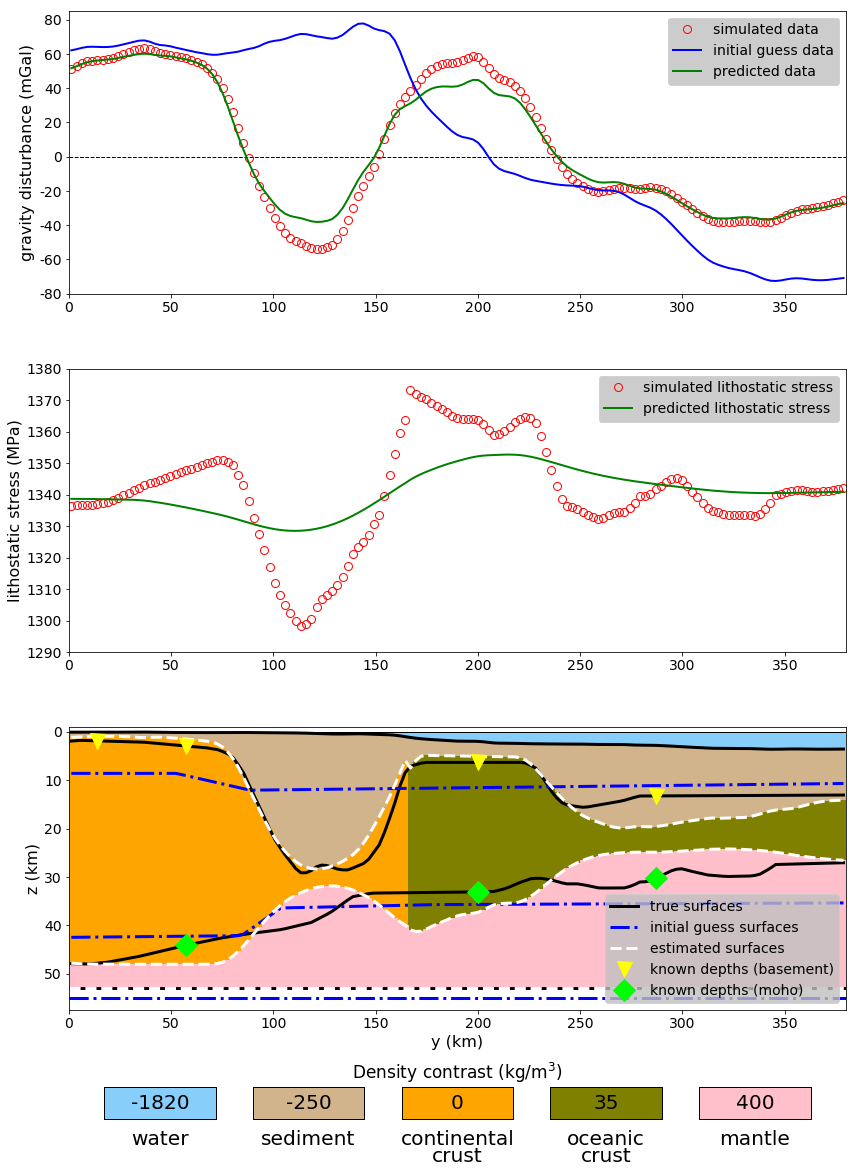 80
60
40
20
0
-20
-40
-60
-80
gravity disturbance (mGal)
simulated data
initial guess data
predicted data
0 50 100 150 200 250 300 350
1380
1370
1360
1350
1340
1330
1320
1310
1300
1290
lithostatic stress (MPa)
simulated lithostatic stress
predicted lithostatic stress
0 50 100 150 200 250 300 350
0
10
20
30
40
50
z (km)
true surfaces
initial guess surfaces
estimated surfaces
known depths (basement)
known depths (moho)
0 50 100 150 200 250 300 350
y (km)
Density contrast (kg/m³)
-1820 -250 0 35 400
water sediment continental oceanic mantle
crust crust